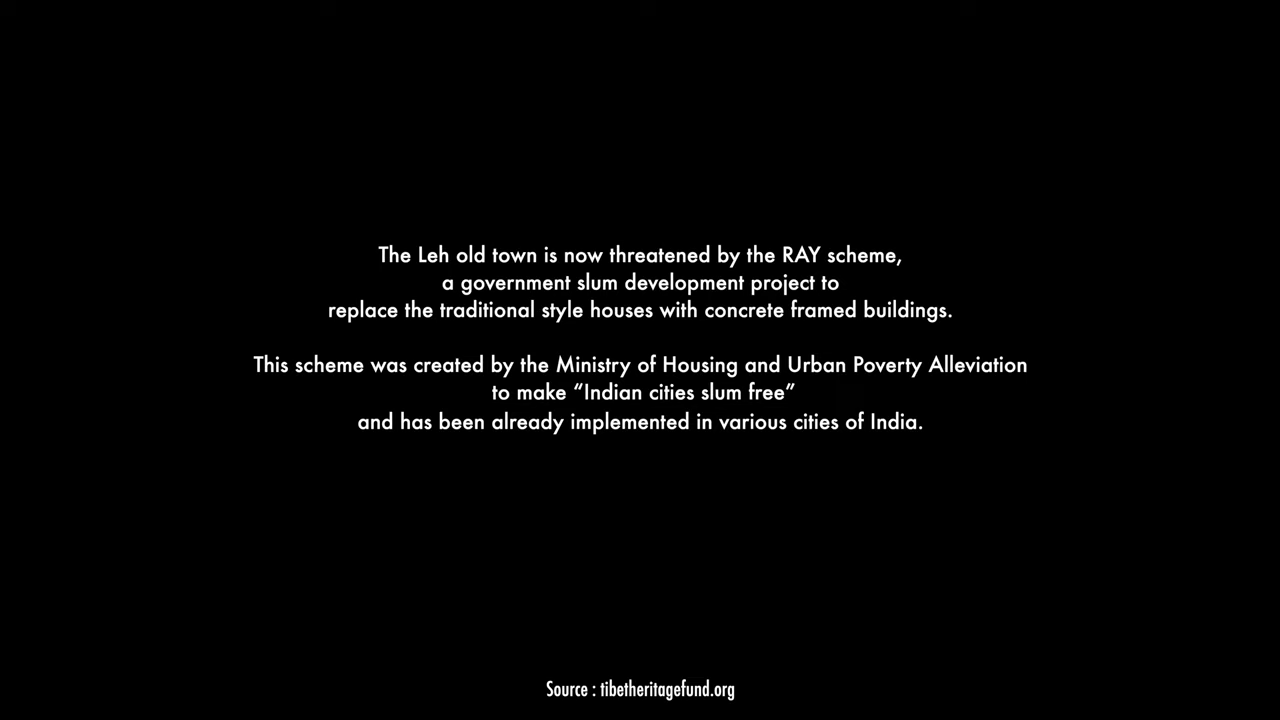 The Leh old town is now threatened by the RAY scheme,
a government slum development project to
replace the traditional style houses with concrete framed buildings.
This scheme was created by the Ministry of Housing and Urban Poverty Alleviation
to make “Indian cities slum free”
and has been already implemented in various cities of India.
Source : tibetheritagefund.org